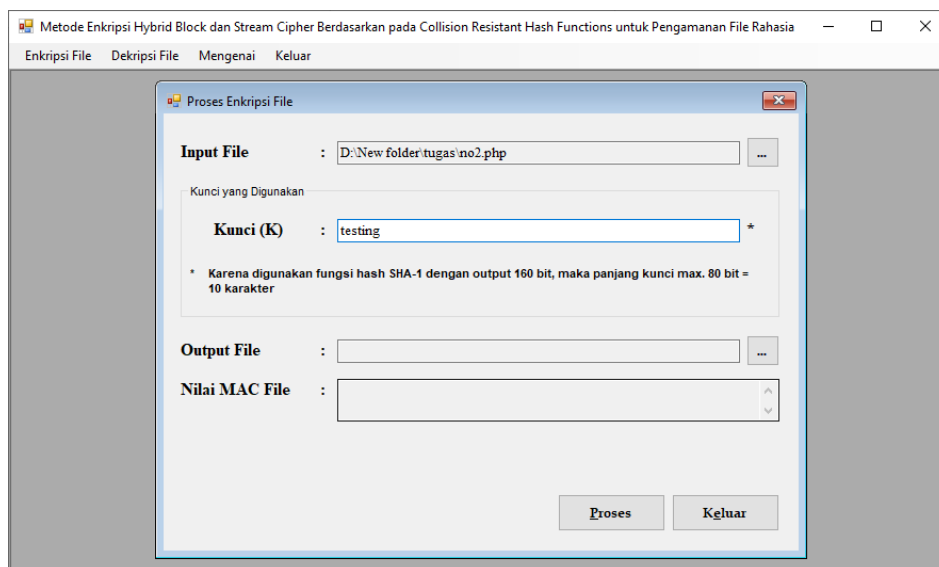 Metode Enkripsi Hybrid Block dan Stream Cipher Berdasarkan pada Collision Resistant Hash Functions untuk Pengamanan File Rahasia
Enkripsi File Dekripsi File Mengenai Keluar
Proses Enkripsi File
Input File : D:\New folder\tugas\no2.php ...
Kunci yang Digunakan
Kunci (K) : testing *
* Karena digunakan fungsi hash SHA-1 dengan output 160 bit, maka panjang kunci max. 80 bit =
10 karakter
Output File : ...
Nilai MAC File :
Proses Keluar